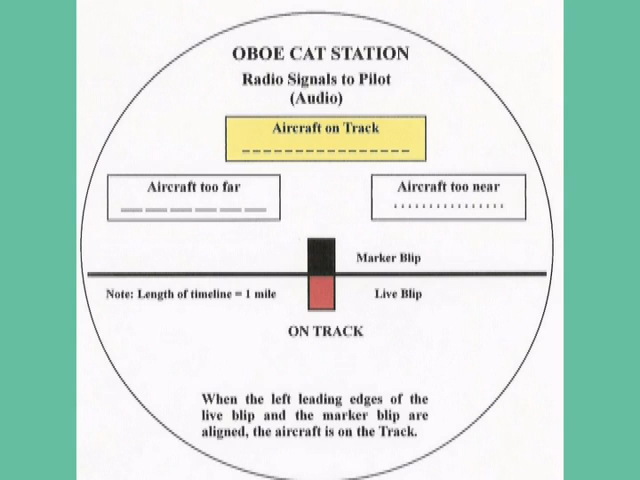 OBOE CAT STATION
Radio Signals to Pilot
(Audio)
Aircraft on Track
Aircraft too far
Aircraft too near
Marker Blip
Note: Length of timeline = 1 mile
Live Blip
ON TRACK
When the left leading edges of the
live blip and the marker blip are
aligned, the aircraft is on the Track.